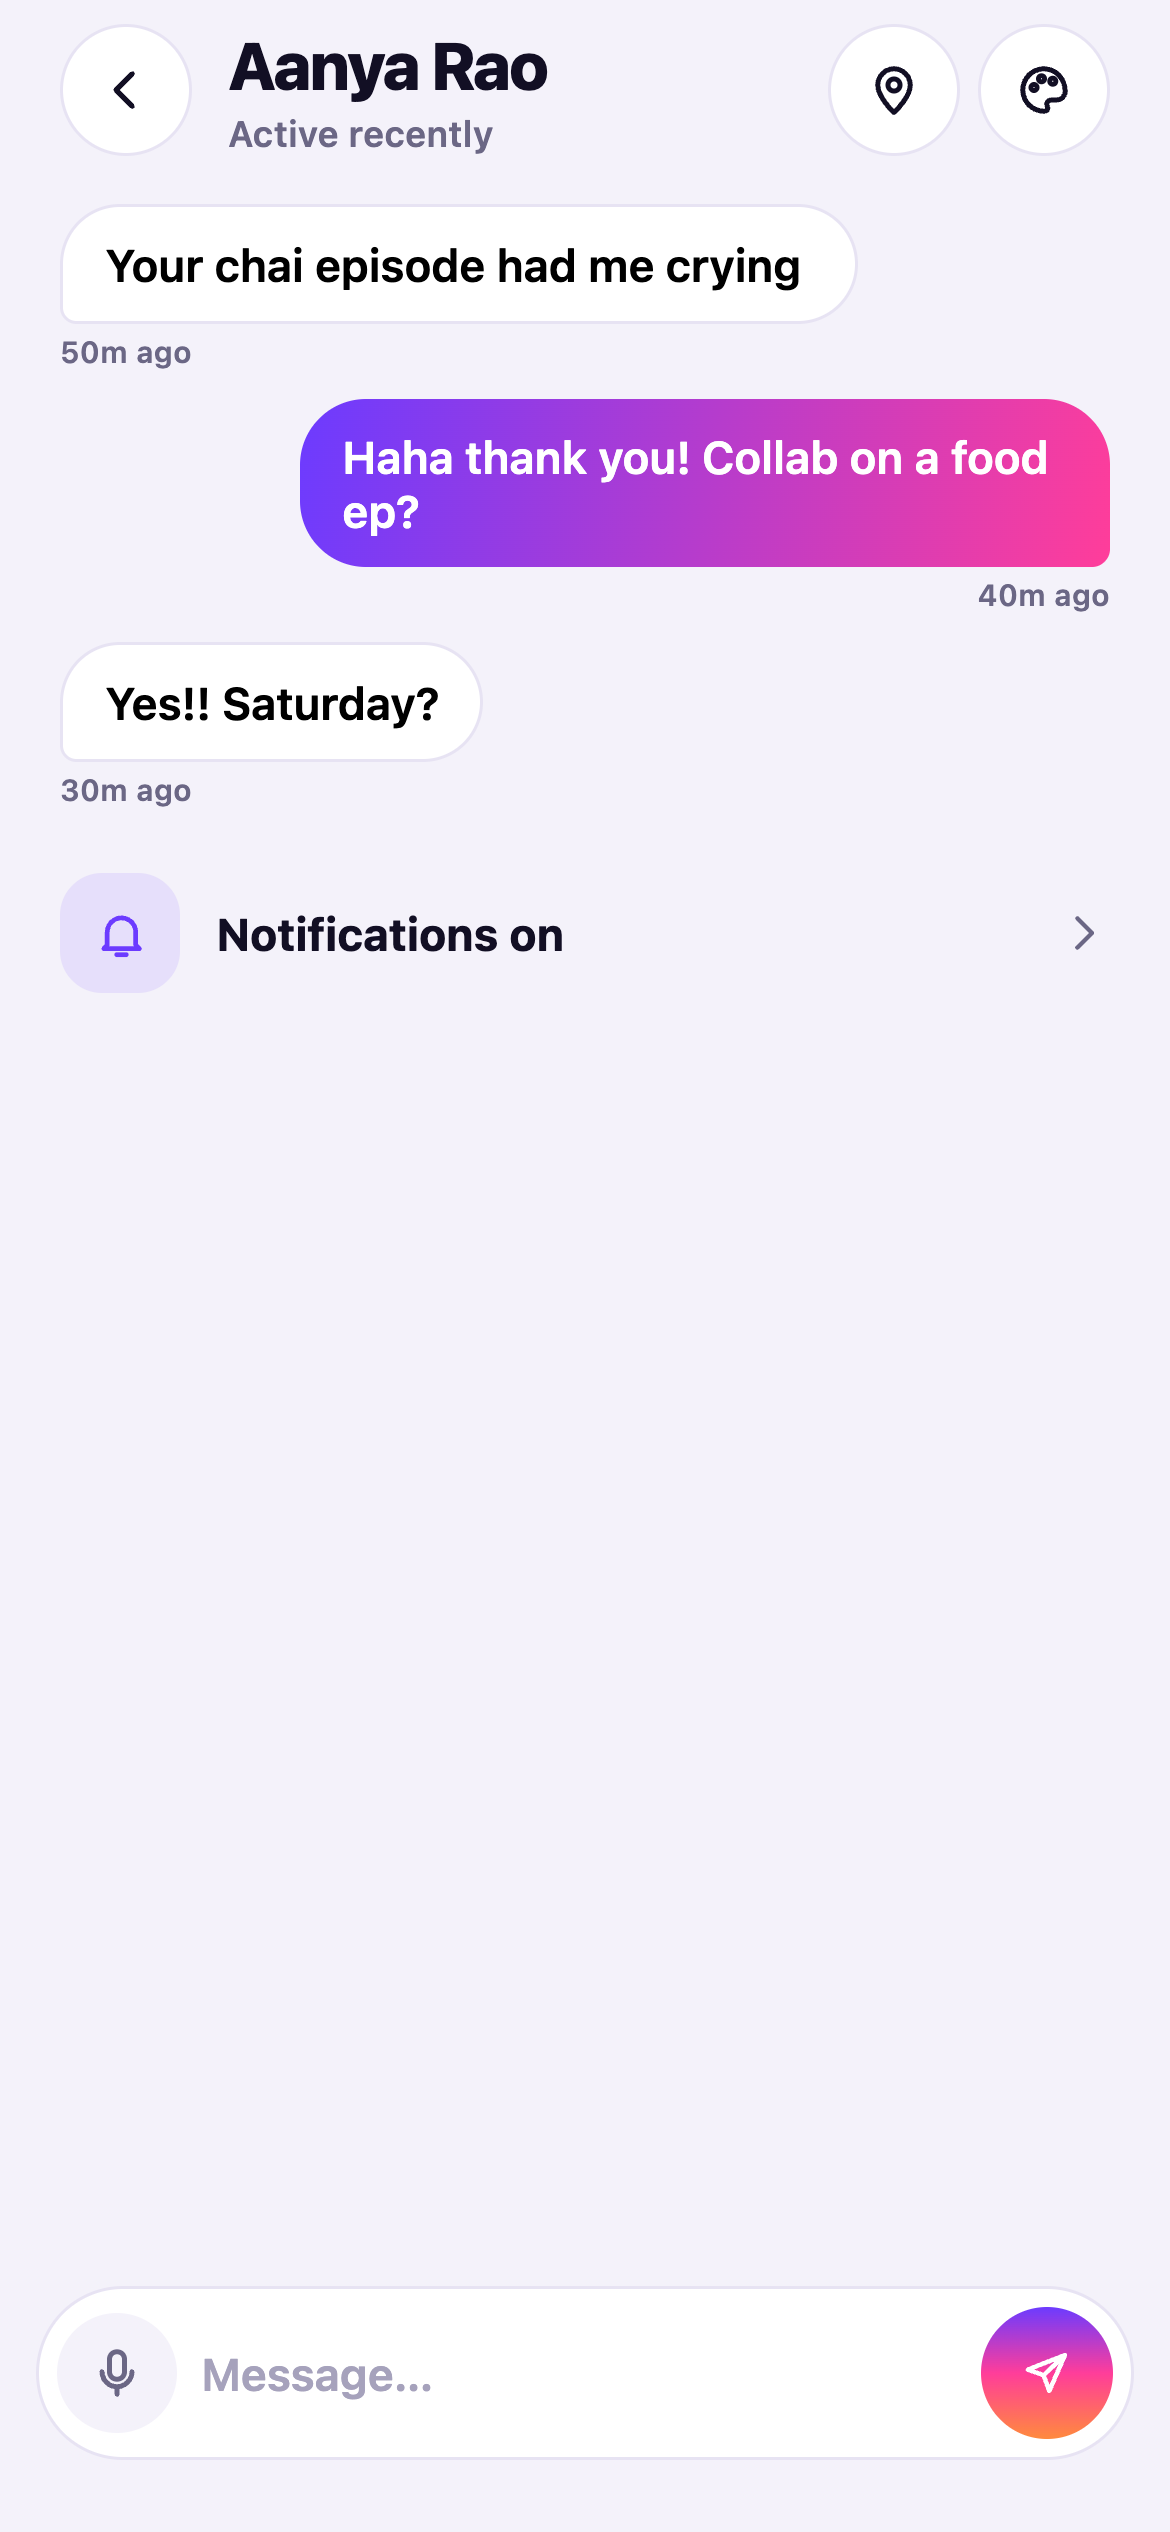 Aanya Rao
Active recently
Your chai episode had me crying
50m ago
Haha thank you! Collab on a food
ep?
40m ago
Yes!! Saturday?
30m ago
Notifications on
Message...